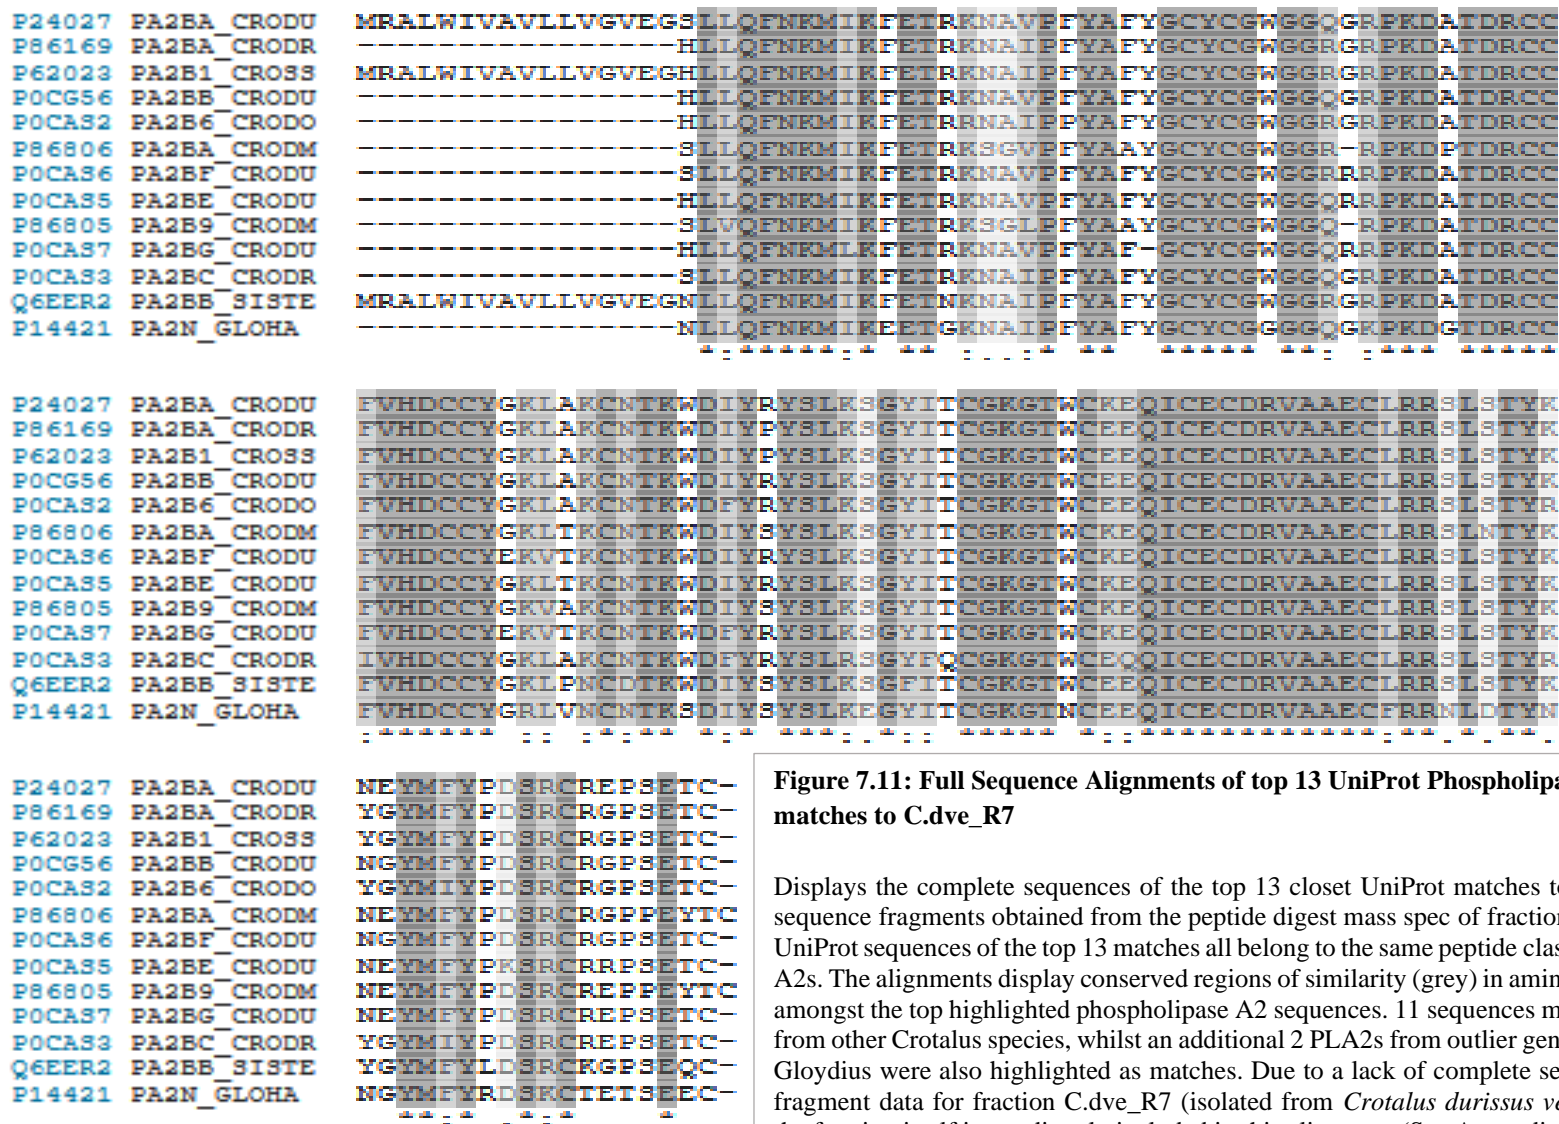 P24027 PA2BA_CRODU MRALWIVAVLLVGVEGSLLQFNKMIKFETRKNAVPFYAFYGCYCGWGGQGRPKDATDRCC
P86169 PA2BA_CRODR ----------------HLLQFNKMIKFETRKNAIPFYAFYGCYCGWGGRGRPKDATDRCC
P62023 PA2B1_CROSS MRALWIVAVLLVGVEGHLLQFNKMIKFETRKNAIPFYAFYGCYCGWGGRGRPKDATDRCC
P0CG56 PA2BB_CRODU ----------------HLLQFNKMIKFETRKNAVPFYAFYGCYCGWGGQGRPKDATDRCC
P0CAS2 PA2B6_CRODO ----------------HLLQFNKMIKFETRRNAIPPYAFYGCYCGWGGRGRPKDATDRCC
P86806 PA2BA_CRODM ----------------SLLQFNKMIKFETRKSGVPFYAAYGCYCGWGGR-RPKDPTDRCC
P0CAS6 PA2BF_CRODU ----------------SLLQFNKMIKFETRKNAVPFYAFYGCYCGWGGRRRPKDATDRCC
P0CAS5 PA2BE_CRODU ----------------HLLQFNKMIKFETRKNAVPFYAFYGCYCGWGGQRRPKDATDRCC
P86805 PA2B9_CRODM ----------------SLVQFNKMIKFETRKSGLPFYAAYGCYCGWGGQ-RPKDATDRCC
P0CAS7 PA2BG_CRODU ----------------HLLQFNKMLKFETRKNAVPFYAF-GCYCGWGGQRRPKDATDRCC
P0CAS3 PA2BC_CRODR ----------------SLLQFNKMIKFETRKNAVPFYAFYGCYCGWGGQGRPKDATDRCC
Q6EER2 PA2BB_SISTE MRALWIVAVLLVGVEGNLLQFNKMIKFETNKNAIPFYAFYGCYCGWGGRGRPKDATDRCC
P14421 PA2N_GLOHA ----------------NLLQFNKMIKEETGKNAIPFYAFYGCYCGGGGQGKPKDGTDRCC
P24027 PA2BA_CRODU FVHDCCYGKLAKCNTKWDIYRYSLKSGYITCGKGTWCKEQICECDRVAAECLRRSLSTYK
P86169 PA2BA_CRODR FVHDCCYGKLAKCNTKWDIYPYSLKSGYITCGKGTWCEEQICECDRVAAECLRRSLSTYK
P62023 PA2B1_CROSS FVHDCCYGKLAKCNTKWDIYPYSLKSGYITCGKGTWCEEQICECDRVAAECLRRSLSTYK
P0CG56 PA2BB_CRODU FVHDCCYGKLAKCNTKWDIYRYSLKSGYITCGKGTWCEEQICECDRVAAECLRRSLSTYK
P0CAS2 PA2B6_CRODO FVHDCCYGKLAKCNTKWDFYRYSLKSGYITCGKGTWCEEQICECDRVAAECLRRSLSTYR
P86806 PA2BA_CRODM FVHDCCYGKLTKCNTKWDIYSYSLKSGYITCGKGTWCKEQICECDRVAAECLRRSLNTYK
P0CAS6 PA2BF_CRODU FVHDCCYEKVTKCNTKWDIYRYSLKSGYITCGKGTWCKEQICECDRVAAECLRRSLSTYK
P0CAS5 PA2BE_CRODU FVHDCCYGKLTKCNTKWDIYRYSLKSGYITCGKGTWCKEQICECDRVAAECLRRSLSTYK
P86805 PA2B9_CRODM FVHDCCYGKVAKCNTKWDIYSYSLKSGYITCGKGTWCKEQICECDRVAAECLRRSLSTYK
P0CAS7 PA2BG_CRODU FVHDCCYEKVTKCNTKWDFYRYSLKSGYITCGKGTWCKEQICECDRVAAECLRRSLSTYK
P0CAS3 PA2BC_CRODR IVHDCCYGKLAKCNTKWDFYRYSLRSGYFQCGKGTWCEQQICECDRVAAECLRRSLSTYR
Q6EER2 PA2BB_SISTE FVHDCCYGKLPNCDTKWDIYSYSLKSGFITCGKGTWCEEQICECDRVAAECLRRSLSTYK
P14421 PA2N_GLOHA FVHDCCYGRLVNCNTKSDIYSYSLKEGYITCGKGTNCEEQICECDRVAAECFRRNLDTYN
P24027 PA2BA_CRODU NEYMFYPDSRCREPSETC-
P86169 PA2BA_CRODR YGYMFYPDSRCRGPSETC-
P62023 PA2B1_CROSS YGYMFYPDSRCRGPSETC-
P0CG56 PA2BB_CRODU NGYMFYPDSRCRGPSETC-
P0CAS2 PA2B6_CRODO YGYMIYPDSRCRGPSETC-
P86806 PA2BA_CRODM NEYMFYPDSRCRGPPEYTC
P0CAS6 PA2BF_CRODU NGYMFYPDSRCRGPSETC-
P0CAS5 PA2BE_CRODU NEYMFYPKSRCRRPSETC-
P86805 PA2B9_CRODM NEYMFYPDSRCREPPEYTC
P0CAS7 PA2BG_CRODU NEYMFYPDSRCREPSETC-
P0CAS3 PA2BC_CRODR YGYMIYPDSRCREPSETC-
Q6EER2 PA2BB_SISTE YGYMFYLDSRCKGPSEQC-
P14421 PA2N_GLOHA NGYMFYRDSKCTETSEEC-
Figure 7.11: Full Sequence Alignments of top 13 UniProt Phospholipa
matches to C.dve_R7
Displays the complete sequences of the top 13 closet UniProt matches to
sequence fragments obtained from the peptide digest mass spec of fraction
UniProt sequences of the top 13 matches all belong to the same peptide clas
A2s. The alignments display conserved regions of similarity (grey) in amin
amongst the top highlighted phospholipase A2 sequences. 11 sequences m
from other Crotalus species, whilst an additional 2 PLA2s from outlier gen
Gloydius were also highlighted as matches. Due to a lack of complete se
fragment data for fraction C.dve_R7 (isolated from Crotalus durissus ve